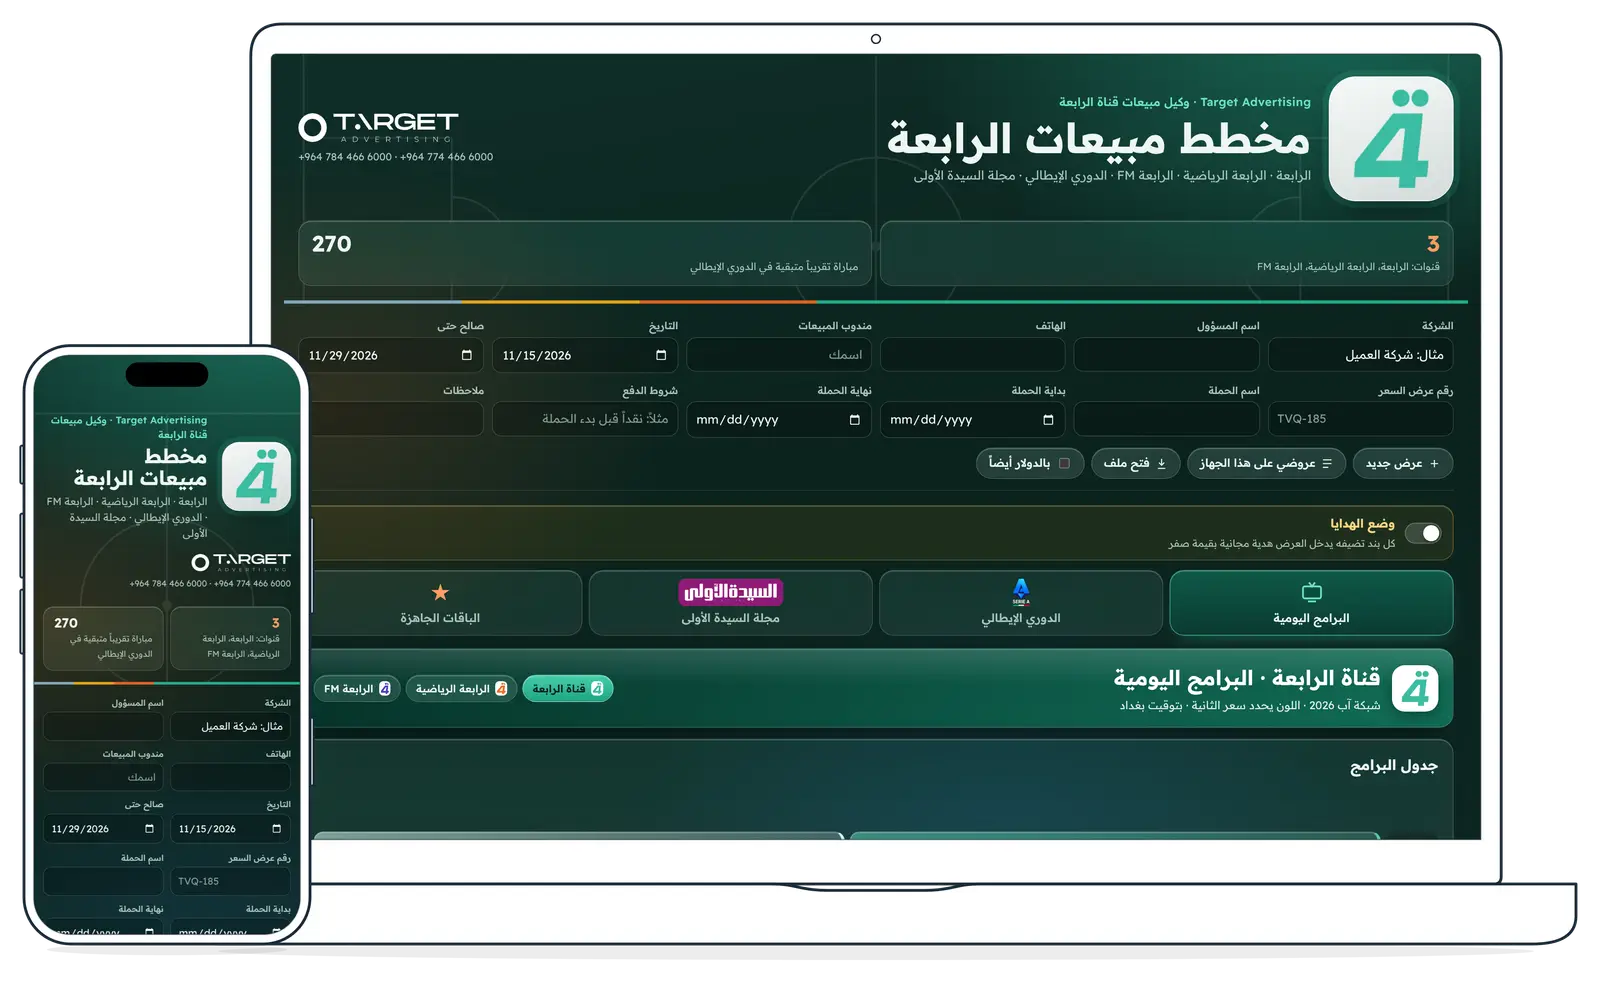 Target Advertising · وكيل مبيعات قناة الرابعة
مخطط مبيعات الرابعة
الرابعة · الرابعة الرياضية · الرابعة FM · الدوري الإيطالي · مجلة السيدة الأولى
TARGET
ADVERTISING
+964 784 466 6000 · +964 774 466 6000
3
قنوات: الرابعة، الرابعة الرياضية، الرابعة FM
270
مباراة تقريباً متبقية في الدوري الإيطالي
الشركة
اسم المسؤول
الهاتف
مندوب المبيعات
التاريخ
صالح حتى
مثال: شركة العميل
اسمك
11/15/2026
11/29/2026
رقم عرض السعر
اسم الحملة
بداية الحملة
نهاية الحملة
شروط الدفع
ملاحظات
TVQ-185
mm/dd/yyyy
mm/dd/yyyy
مثلاً: نقداً قبل بدء الحملة
+ عرض جديد
عروضي على هذا الجهاز
فتح ملف
بالدولار أيضاً
وضع الهدايا
كل بند تضيفه يدخل العرض هدية مجانية بقيمة صفر
البرامج اليومية
SERIE A
الدوري الإيطالي
السيدة الأولى
مجلة السيدة الأولى
الباقات الجاهزة
قناة الرابعة · البرامج اليومية
شبكة آب 2026 · اللون يحدد سعر الثانية · بتوقيت بغداد
قناة الرابعة
الرابعة الرياضية
الرابعة FM
جدول البرامج
Target Advertising · وكيل مبيعات
قناة الرابعة
مخطط
مبيعات الرابعة
الرابعة · الرابعة الرياضية · الرابعة FM
· الدوري الإيطالي · مجلة السيدة
الأولى
TARGET
ADVERTISING
+964 784 466 6000 · +964 774 466 6000
3
قنوات: الرابعة، الرابعة
الرياضية، الرابعة FM
270
مباراة تقريباً متبقية في
الدوري الإيطالي
الشركة
اسم المسؤول
مثال: شركة العميل
الهاتف
مندوب المبيعات
اسمك
التاريخ
صالح حتى
11/15/2026
11/29/2026
رقم عرض السعر
اسم الحملة
TVQ-185
بداية الحملة
نهاية الحملة
mm/dd/yyyy
mm/dd/yyyy